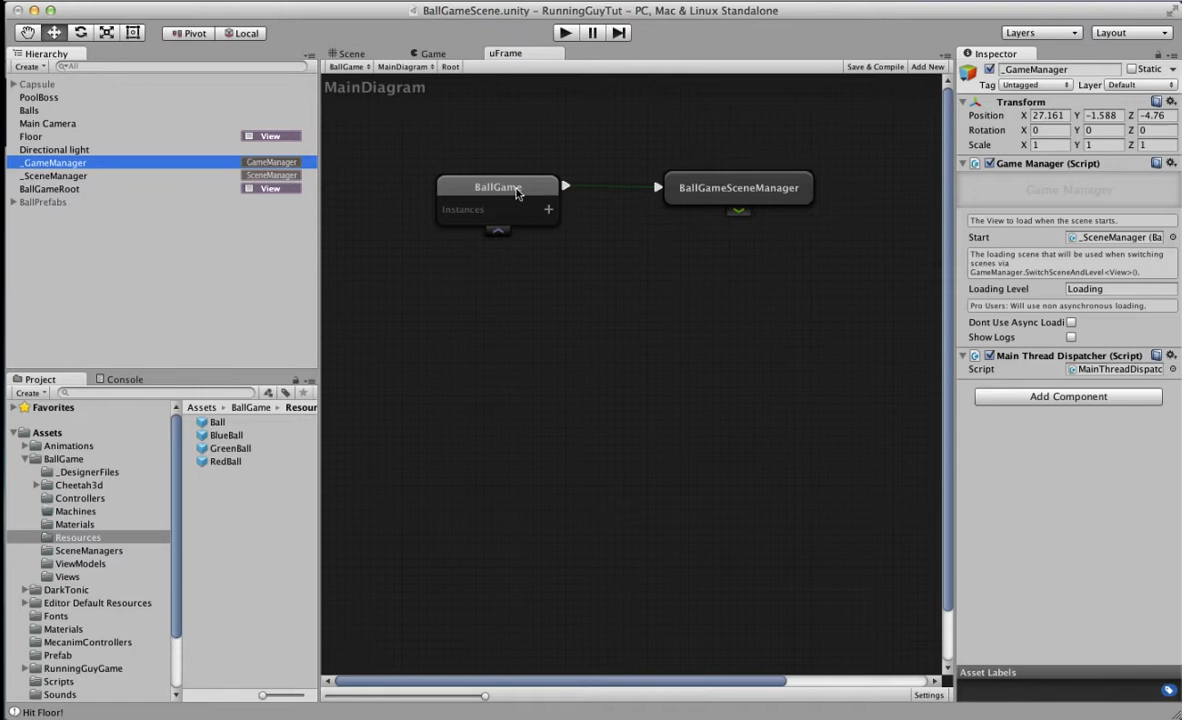 BallGameScene.unity - RunningGuyTut - PC, Mac & Linux Standalone
Pivot Local Layers Layout
Hierarchy
Create All
Capsule
PoolBoss
Balls
Main Camera
Floor View
Directional light
_GameManager GameManager
_SceneManager SceneManager
BallGameRoot View
BallPrefabs
Project Console
Create
Favorites
Assets
Animations
BallGame
_DesignerFiles
Cheetah3d
Controllers
Machines
Materials
Resources
SceneManagers
ViewModels
Views
DarkTonic
Editor Default Resources
Fonts
Materials
MecanimControllers
Prefab
RunningGuyGame
Scripts
Sounds
Assets BallGame Resour
Ball
BlueBall
GreenBall
RedBall
Scene Game uFrame
BallGame MainDiagram Root Save & Compile Add New
MainDiagram
BallGame
Instances +
BallGameSceneManager
Settings
Inspector
_GameManager Static
Tag Untagged Layer Default
Transform
Position X 27.161 Y -1.588 Z -4.76
Rotation X 0 Y 0 Z 0
Scale X 1 Y 1 Z 1
Game Manager (Script)
Game Manager
The View to load when the scene starts.
Start _SceneManager (Ba
The loading scene that will be used when switching
scenes via
GameManager.SwitchSceneAndLevel<View>().
Loading Level Loading
Pro Users: Will use non asynchronous loading.
Dont Use Async Loadi
Show Logs
Main Thread Dispatcher (Script)
Script MainThreadDispatc
Add Component
Asset Labels
Hit Floor!